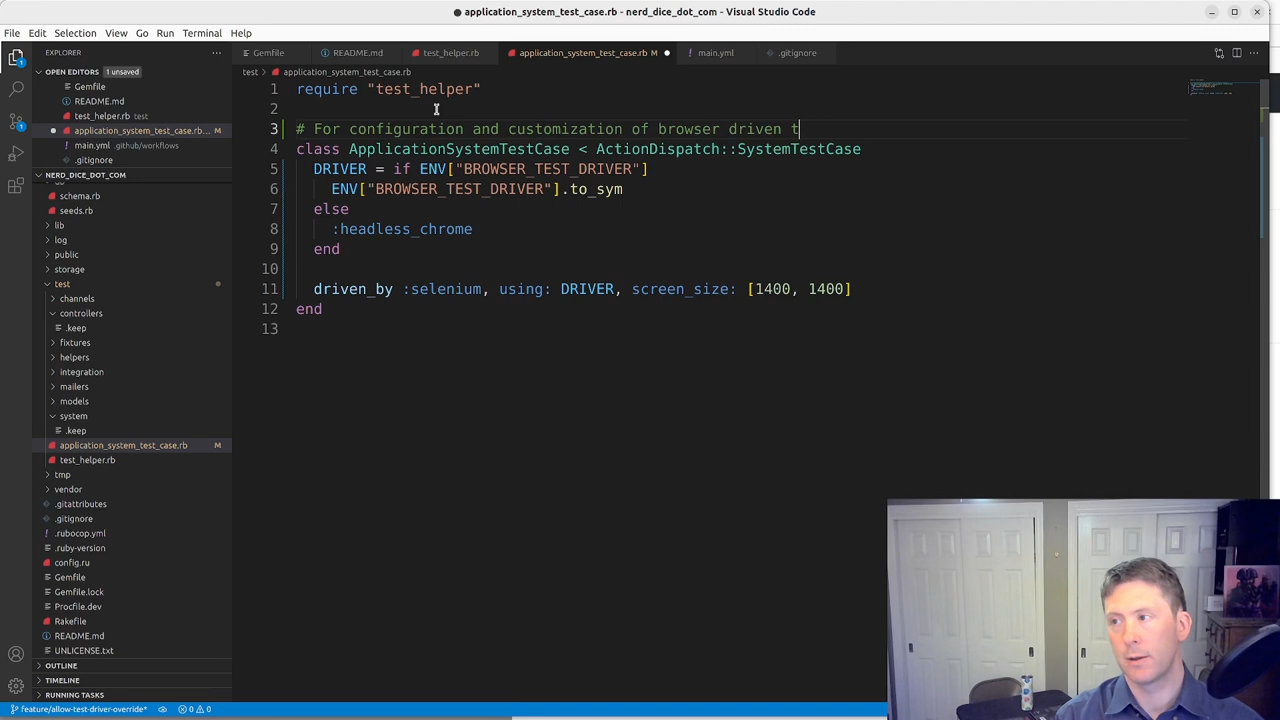 application_system_test_case.rb - nerd_dice_dot_com - Visual Studio Code
File Edit Selection View Go Run Terminal Help
EXPLORER
Gemfile
README.md
test_helper.rb
application_system_test_case.rb M
main.yml
.gitignore
OPEN EDITORS 1 unsaved
Gemfile
README.md
test_helper.rb test
application_system_test_case.rb...  M
main.yml .github/workflows
.gitignore
NERD_DICE_DOT_COM
db
schema.rb
seeds.rb
lib
log
public
storage
test
channels
controllers
.keep
fixtures
helpers
integration
mailers
models
system
.keep
application_system_test_case.rb M
test_helper.rb
tmp
vendor
.gitattributes
.gitignore
.rubocop.yml
.ruby-version
config.ru
Gemfile
Gemfile.lock
Procfile.dev
Rakefile
README.md
UNLICENSE.txt
OUTLINE
TIMELINE
RUNNING TASKS
test > application_system_test_case.rb
1 require "test_helper"
2
3 # For configuration and customization of browser driven t
4 class ApplicationSystemTestCase < ActionDispatch::SystemTestCase
5 DRIVER = if ENV["BROWSER_TEST_DRIVER"]
6 ENV["BROWSER_TEST_DRIVER"].to_sym
7 else
8 :headless_chrome
9 end
10
11 driven_by :selenium, using: DRIVER, screen_size: [1400, 1400]
12 end
13
feature/allow-test-driver-override* 0 0